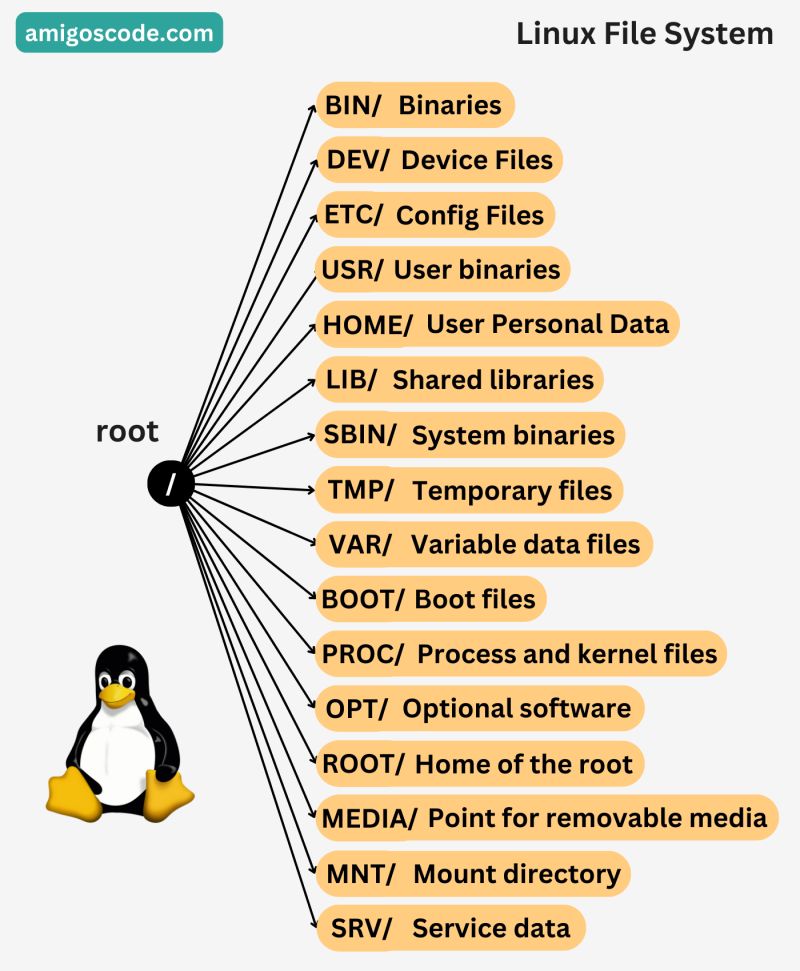 amigoscode.com
Linux File System
BIN/ Binaries
DEV/ Device Files
ETC/ Config Files
USR/ User binaries
HOME/ User Personal Data
LIB/ Shared libraries
root
SBIN/ System binaries
/
TMP/ Temporary files
VAR/ Variable data files
BOOT/ Boot files
PROC/ Process and kernel files
OPT/ Optional software
ROOT/ Home of the root
MEDIA/ Point for removable media
MNT/ Mount directory
SRV/ Service data